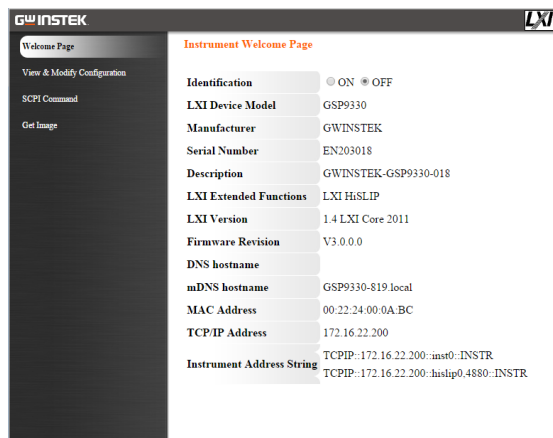 GWINSTEK
LXI
Welcome Page
View & Modify Configuration
SCPI Command
Get Image
Instrument Welcome Page
Identification ON OFF
LXI Device Model GSP9330
Manufacturer GWINSTEK
Serial Number EN203018
Description GWINSTEK-GSP9330-018
LXI Extended Functions LXI HiSLIP
LXI Version 1.4 LXI Core 2011
Firmware Revision V3.0.0.0
DNS hostname
mDNS hostname GSP9330-819.local
MAC Address 00:22:24:00:0A:BC
TCP/IP Address 172.16.22.200
Instrument Address String TCPIP::172.16.22.200::inst0::INSTR
TCPIP::172.16.22.200::hislip0,4880::INSTR